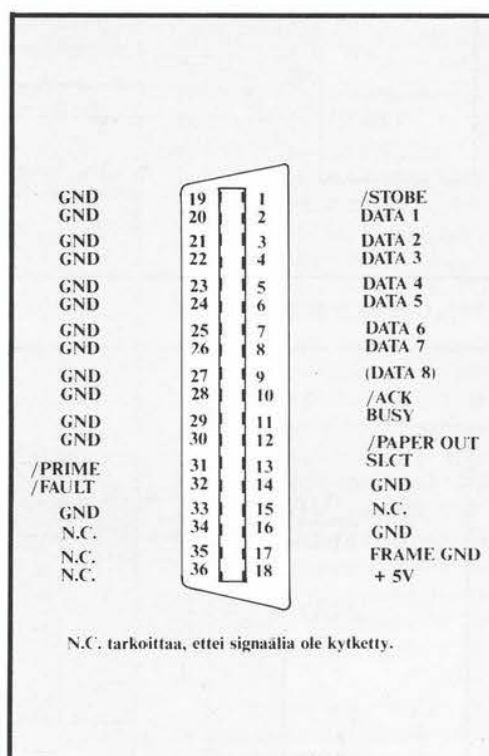 GND 19 1 /STOBE
GND 20 2 DATA 1
GND 21 3 DATA 2
GND 22 4 DATA 3
GND 23 5 DATA 4
GND 24 6 DATA 5
GND 25 7 DATA 6
GND 26 8 DATA 7
GND 27 9 (DATA 8)
GND 28 10 /ACK
GND 29 11 BUSY
GND 30 12 /PAPER OUT
/PRIME 31 13 SLCT
/FAULT 32 14 GND
GND 33 15 N.C.
N.C. 34 16 GND
N.C. 35 17 FRAME GND
N.C. 36 18 + 5V
N.C. tarkoittaa, ettei signaälia ole kytketty.